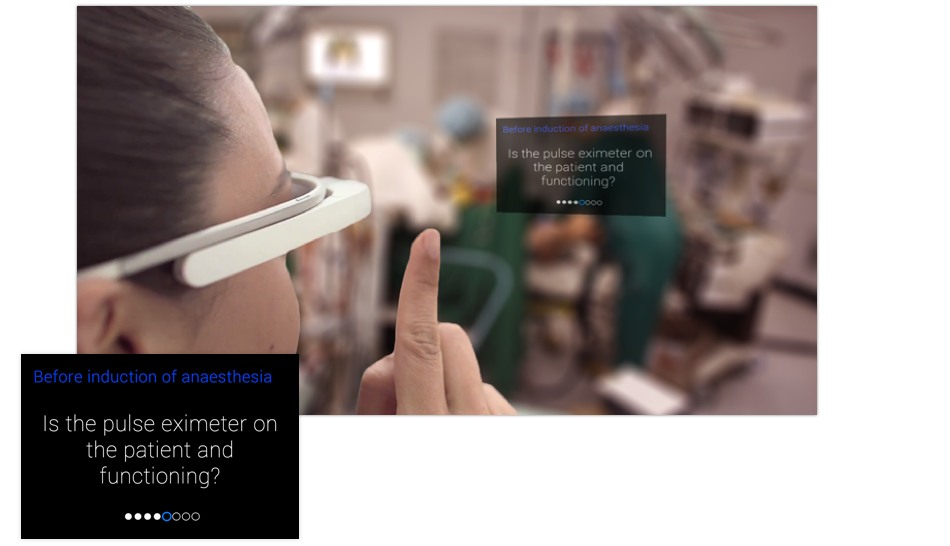 Before induction of anaesthesia
Is the pulse eximeter on
the patient and
functioning?
Before induction of anaesthesia
Is the pulse eximeter on
the patient and
functioning?